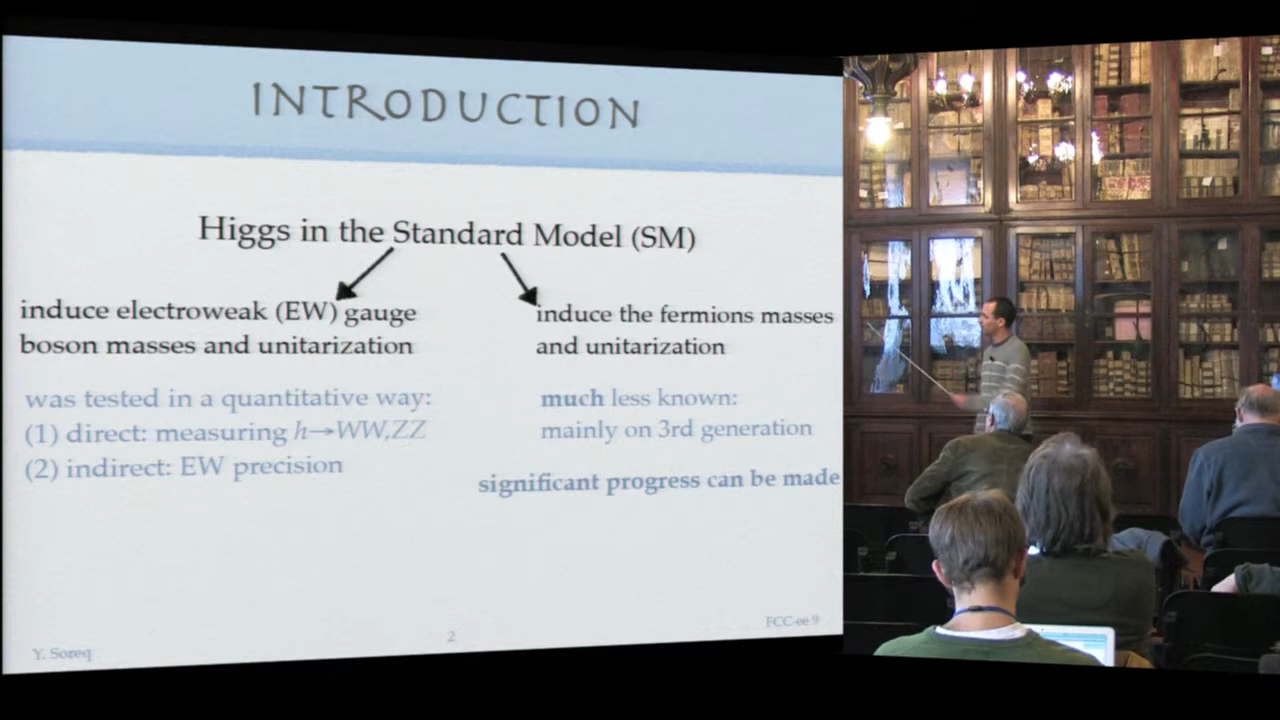 INTRODUCTION
Higgs in the Standard Model (SM)
induce electroweak (EW) gauge
boson masses and unitarization
induce the fermions masses
and unitarization
was tested in a quantitative way:
(1) direct: measuring h→WW,ZZ
(2) indirect: EW precision
much less known:
mainly on 3rd generation
significant progress can be made
Y. Soreq
2
FCC-ee 9